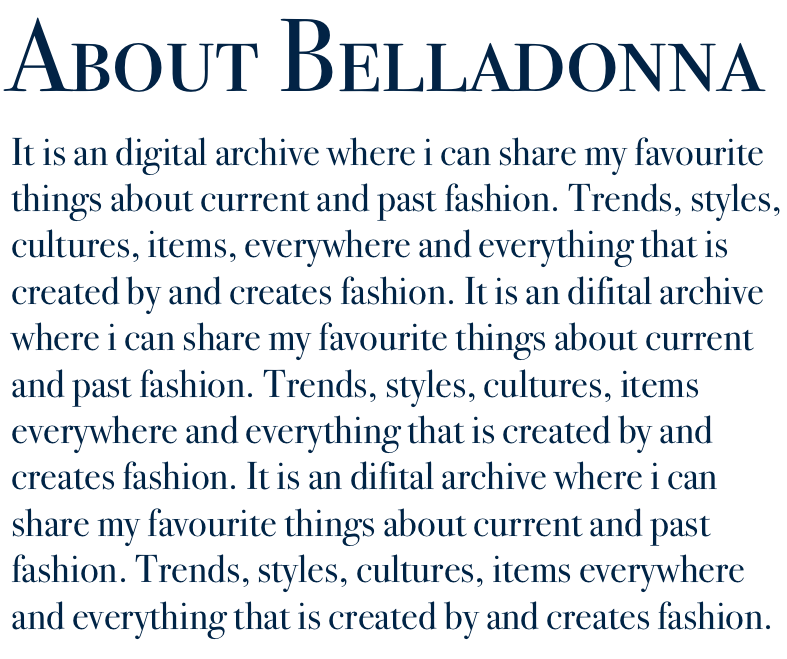 About Belladonna
It is an digital archive where i can share my favourite
things about current and past fashion. Trends, styles,
cultures, items, everywhere and everything that is
created by and creates fashion. It is an difital archive
where i can share my favourite things about current
and past fashion. Trends, styles, cultures, items
everywhere and everything that is created by and
creates fashion. It is an difital archive where i can
share my favourite things about current and past
fashion. Trends, styles, cultures, items everywhere
and everything that is created by and creates fashion.